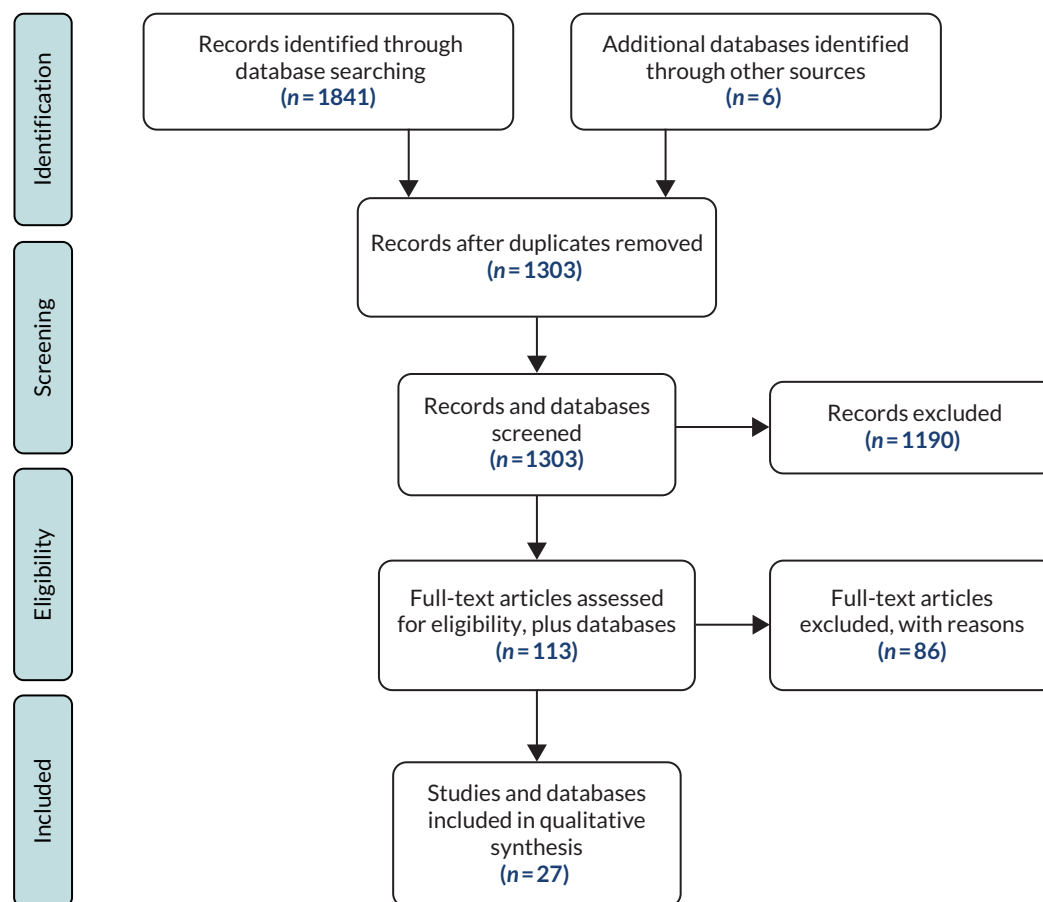 Identification
Records identified through
database searching
(n=1841)
Additional databases identified
through other sources
(n=6)
Records after duplicates removed
(n=1303)
Screening
Records and databases
screened
(n=1303)
Records excluded
(n=1190)
Eligibility
Full-text articles assessed
for eligibility, plus databases
(n=113)
Full-text articles
excluded, with reasons
(n=86)
Included
Studies and databases
included in qualitative
synthesis
(n=27)